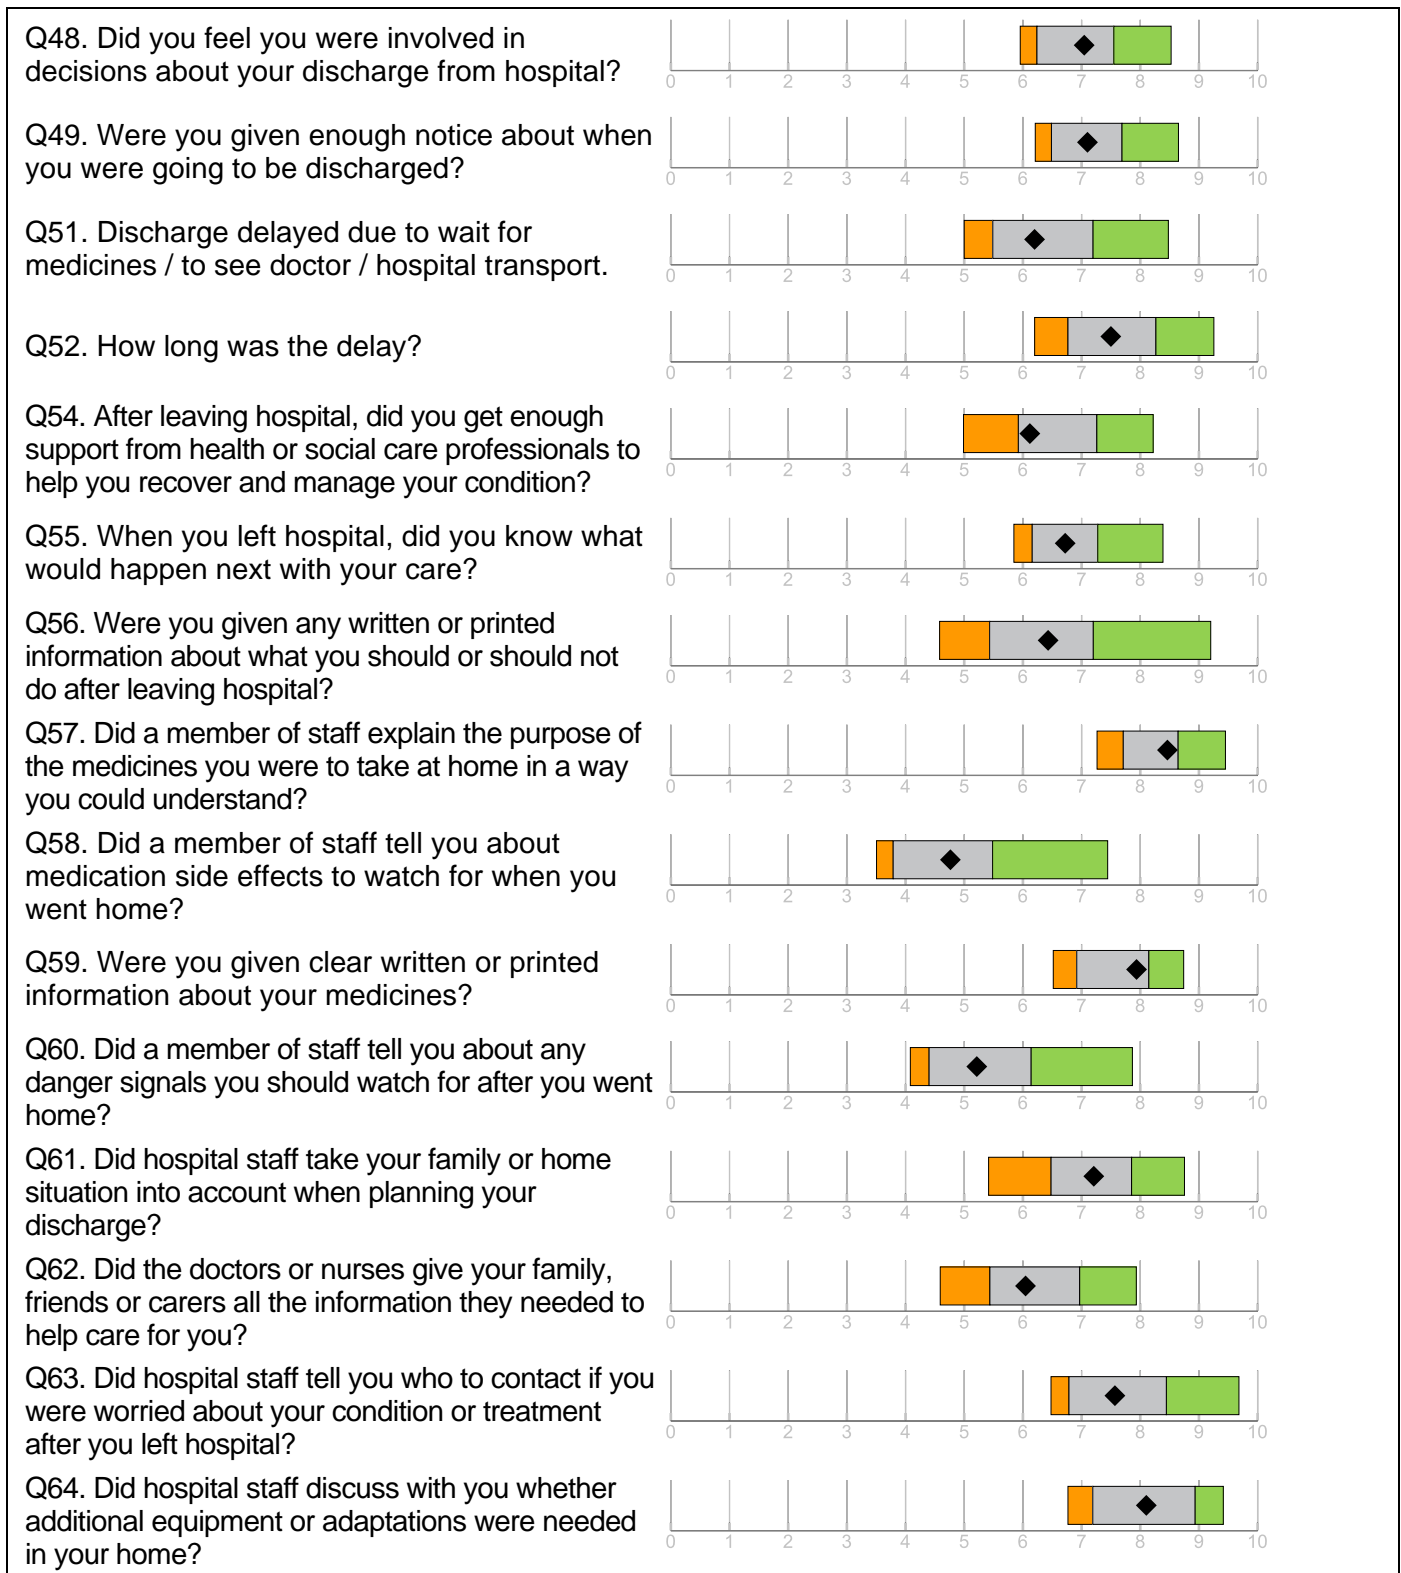 Q48. Did you feel you were involved in
decisions about your discharge from hospital?
0 1 2 3 4 5 6 7 8 9 10
Q49. Were you given enough notice about when
you were going to be discharged?
0 1 2 3 4 5 6 7 8 9 10
Q51. Discharge delayed due to wait for
medicines / to see doctor / hospital transport.
0 1 2 3 4 5 6 7 8 9 10
Q52. How long was the delay?
0 1 2 3 4 5 6 7 8 9 10
Q54. After leaving hospital, did you get enough
support from health or social care professionals to
help you recover and manage your condition?
0 1 2 3 4 5 6 7 8 9 10
Q55. When you left hospital, did you know what
would happen next with your care?
0 1 2 3 4 5 6 7 8 9 10
Q56. Were you given any written or printed
information about what you should or should not
do after leaving hospital?
0 1 2 3 4 5 6 7 8 9 10
Q57. Did a member of staff explain the purpose of
the medicines you were to take at home in a way
you could understand?
0 1 2 3 4 5 6 7 8 9 10
Q58. Did a member of staff tell you about
medication side effects to watch for when you
went home?
0 1 2 3 4 5 6 7 8 9 10
Q59. Were you given clear written or printed
information about your medicines?
0 1 2 3 4 5 6 7 8 9 10
Q60. Did a member of staff tell you about any
danger signals you should watch for after you went
home?
0 1 2 3 4 5 6 7 8 9 10
Q61. Did hospital staff take your family or home
situation into account when planning your
discharge?
0 1 2 3 4 5 6 7 8 9 10
Q62. Did the doctors or nurses give your family,
friends or carers all the information they needed to
help care for you?
0 1 2 3 4 5 6 7 8 9 10
Q63. Did hospital staff tell you who to contact if you
were worried about your condition or treatment
after you left hospital?
0 1 2 3 4 5 6 7 8 9 10
Q64. Did hospital staff discuss with you whether
additional equipment or adaptations were needed
in your home?
0 1 2 3 4 5 6 7 8 9 10